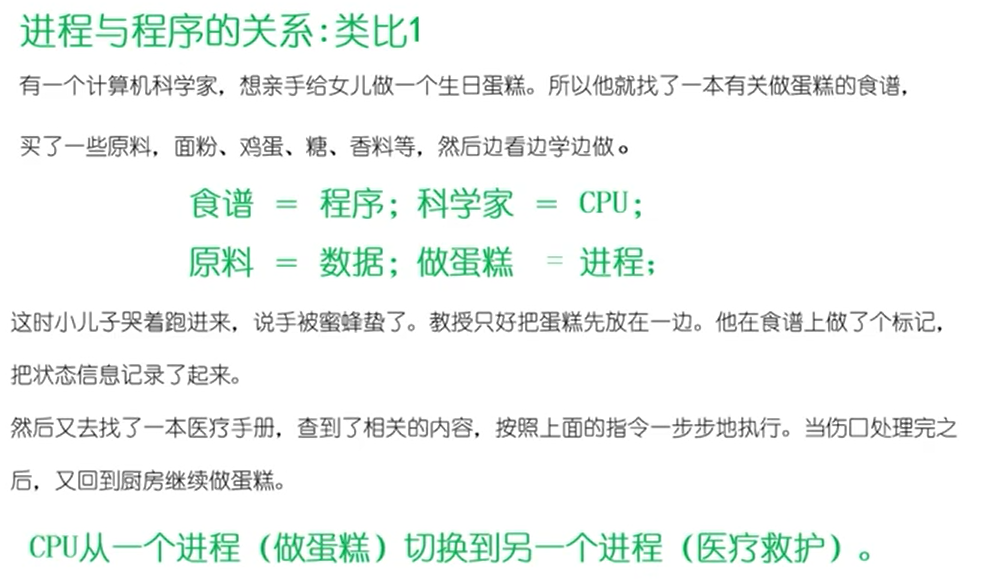 进程与程序的关系:类比1
有一个计算机科学家，想亲手给女儿做一个生日蛋糕。所以他就找了一本有关做蛋糕的食谱，
买了一些原料，面粉、鸡蛋、糖、香料等，然后边看边学边做。
食谱 = 程序；科学家 = CPU；
原料 = 数据；做蛋糕 = 进程；
这时小儿子哭着跑进来，说手被蜜蜂蛰了。教授只好把蛋糕先放在一边。他在食谱上做了个标记，
把状态信息记录了起来。
然后又去找了一本医疗手册，查到了相关的内容，按照上面的指令一步步地执行。当伤口处理完之
后，又回到厨房继续做蛋糕。
CPU从一个进程（做蛋糕）切换到另一个进程（医疗救护）。